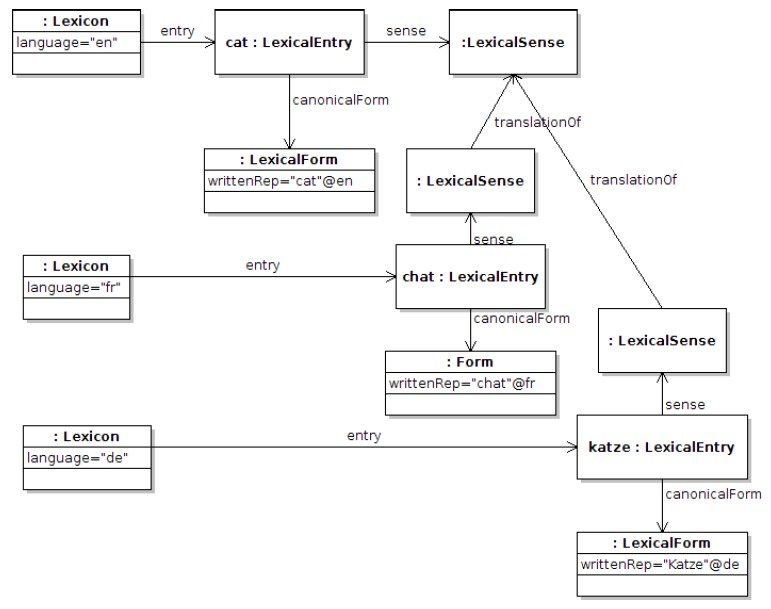 : Lexicon
language="en"
entry
cat : LexicalEntry
sense
:LexicalSense
canonicalForm
translationOf
: LexicalForm
writtenRep="cat"@en
: LexicalSense
translationOf
sense
: Lexicon
language="fr"
entry
chat : LexicalEntry
canonicalForm
: LexicalSense
: Form
writtenRep="chat"@fr
sense
: Lexicon
language="de"
entry
katze : LexicalEntry
canonicalForm
: LexicalForm
writtenRep="Katze"@de